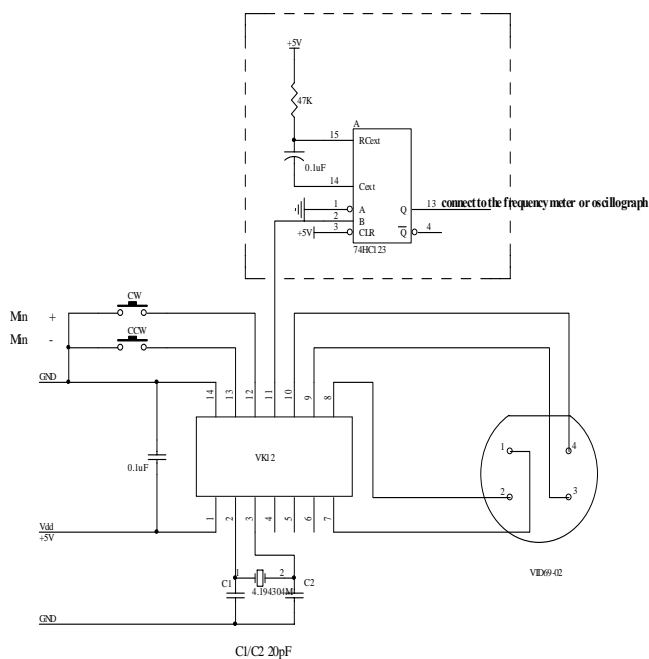 +5V
47K
A
15 RCext
0.1uF
14 Cext
1 A Q 13 connect to the frequency meter or oscillograph
2 B
+5V 3 CLR Q 4
74HC123
CW
Min +
CCW
Min -
GND
14 13 12 11 10 9 8
VK12
0.1uF
1 4
2 3
Vdd
+5V
1 2 3 4 5 6 7
VID69-02
C1 1 2 C2
4.194304M
GND
C1/C2 20pF